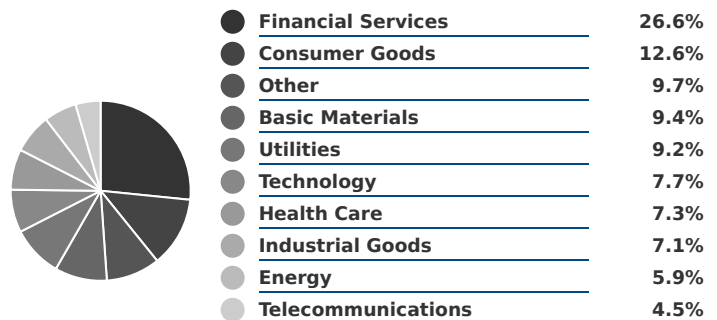 Financial Services 26.6%
Consumer Goods 12.6%
Other 9.7%
Basic Materials 9.4%
Utilities 9.2%
Technology 7.7%
Health Care 7.3%
Industrial Goods 7.1%
Energy 5.9%
Telecommunications 4.5%